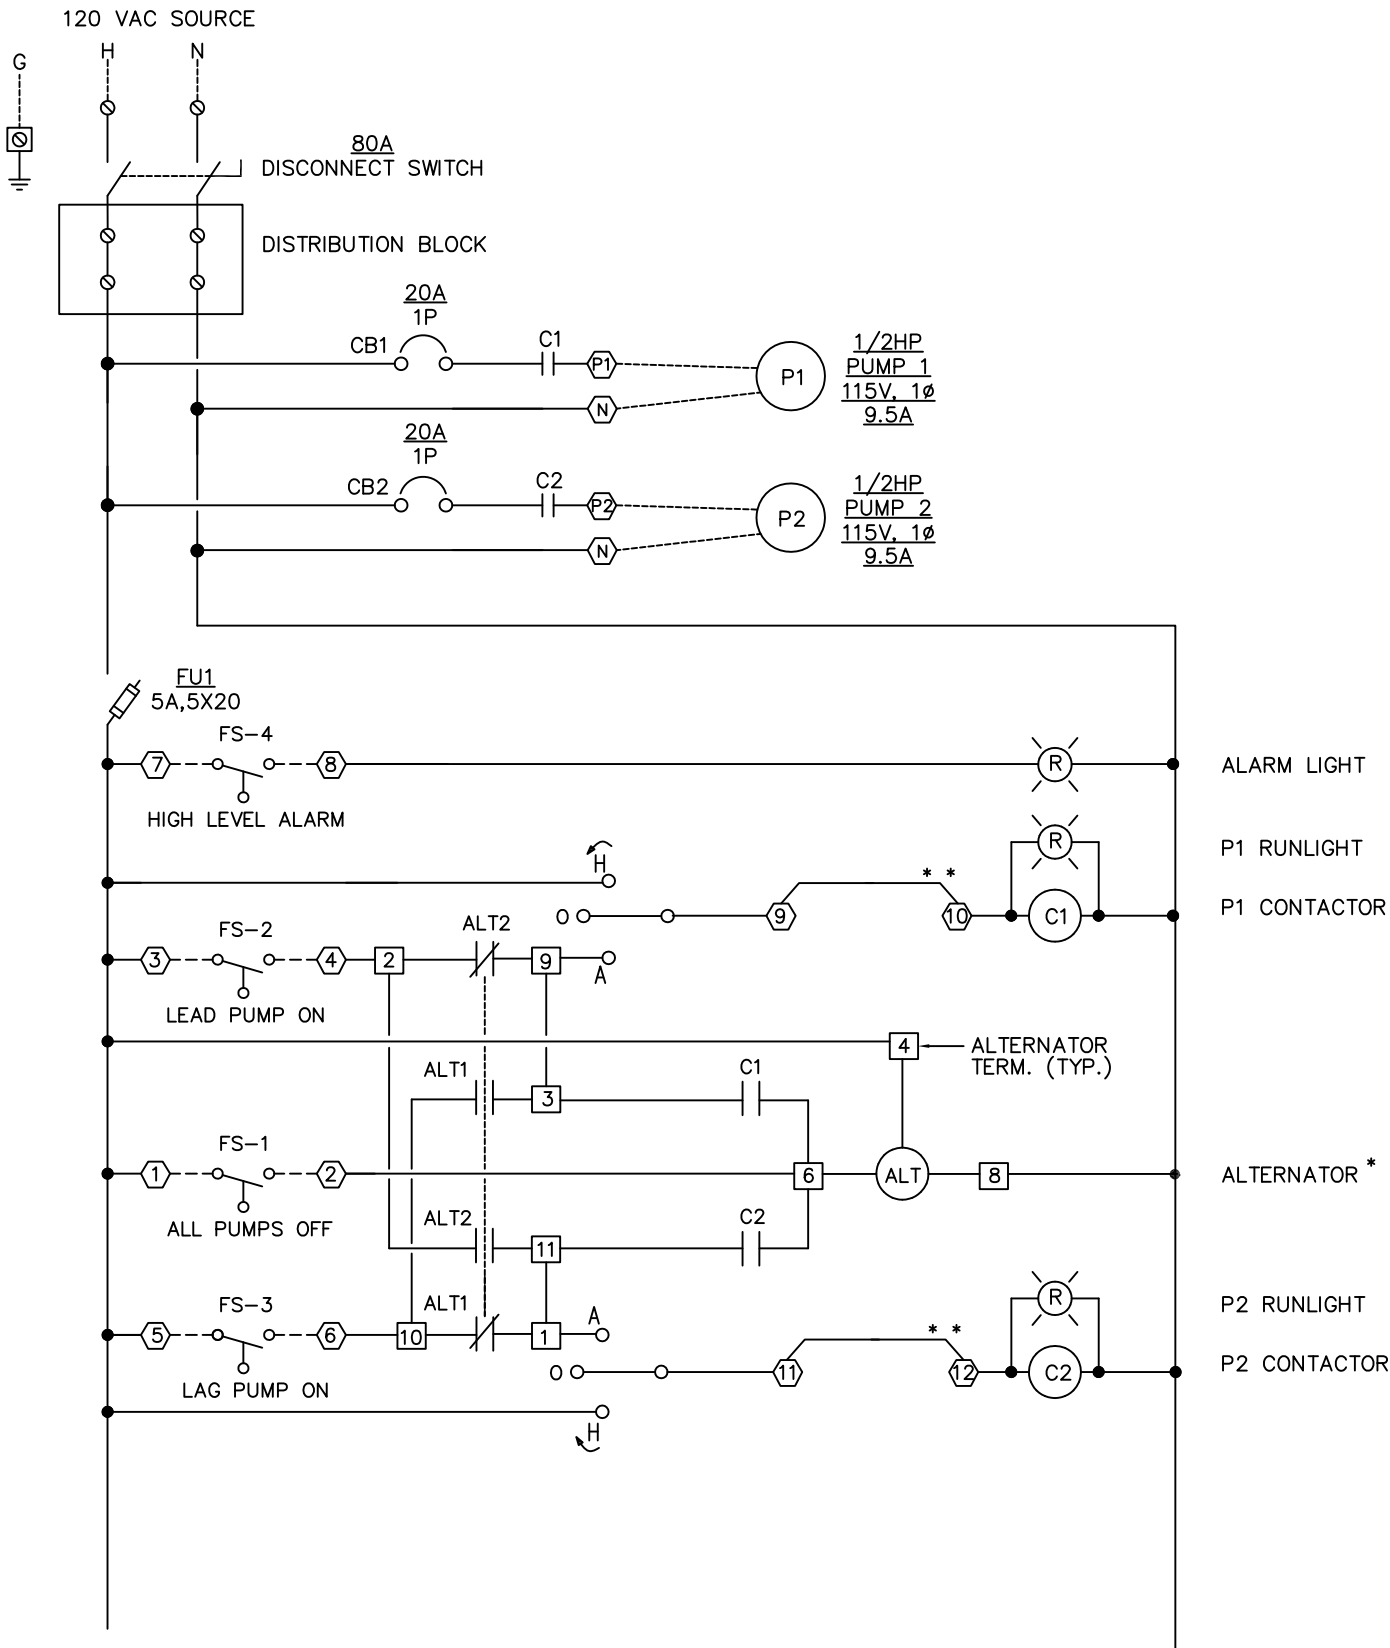 120 VAC SOURCE
H
N
G
80A
DISCONNECT SWITCH
DISTRIBUTION BLOCK
20A
1P
CB1
C1
P1
N
P1
1/2HP
PUMP 1
115V, 1ø
9.5A
20A
1P
CB2
C2
P2
N
P2
1/2HP
PUMP 2
115V, 1ø
9.5A
FU1
5A,5X20
FS-4
7
8
R
ALARM LIGHT
HIGH LEVEL ALARM
R
P1 RUNLIGHT
H
* *
O
9
10
C1
P1 CONTACTOR
FS-2
ALT2
3
4
2
9
A
LEAD PUMP ON
4
ALTERNATOR
TERM. (TYP.)
ALT1
C1
3
FS-1
1
2
6
ALT
8
ALTERNATOR *
ALL PUMPS OFF
ALT2
C2
11
FS-3
ALT1
A
R
P2 RUNLIGHT
5
6
10
1
* *
O
11
12
C2
P2 CONTACTOR
LAG PUMP ON
H